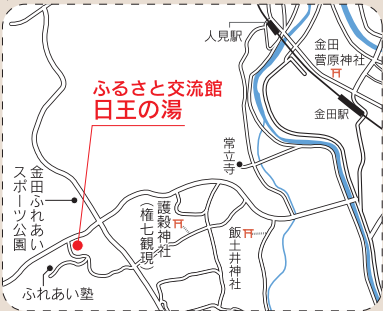 人見駅
金田
菅原神社
金田駅
ふるさと交流館
日王の湯
常立寺
金田ふれあい
スポーツ公園
護穀神社
(権七観現)
飯土井神社
ふれあい塾